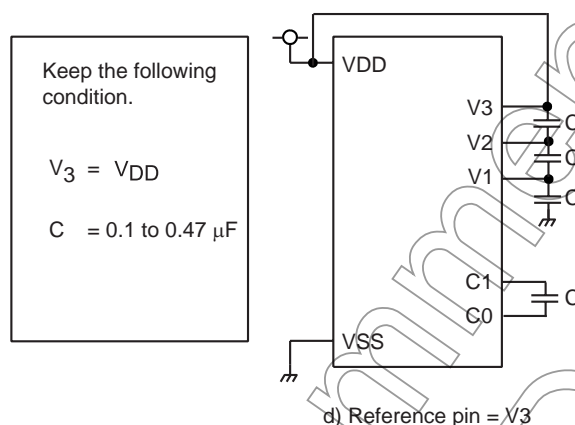 Keep the following
condition.
V3 = VDD
C = 0.1 to 0.47 μF
VDD
V3
C
V2
C
V1
C
C1
C
C0
VSS
d) Reference pin = V3